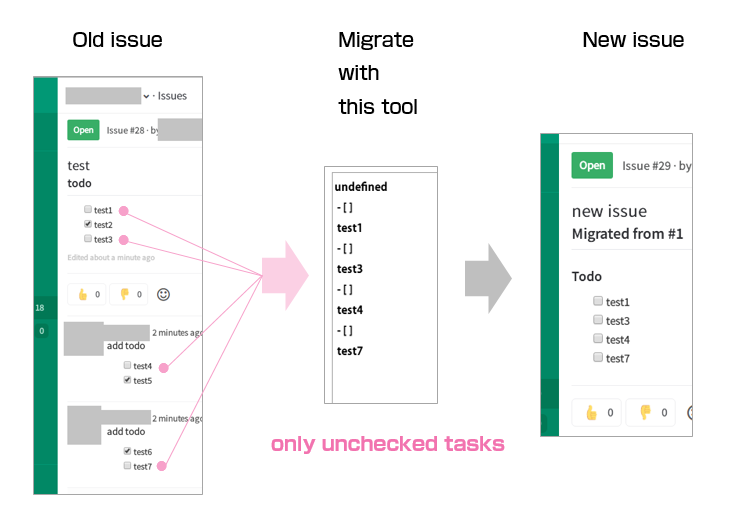 Old issue
Migrate
with
this tool
New issue
· Issues
Open Issue #28 · by
test
todo
test1
test2
test3
Edited about a minute ago
👍 0 👎 0
18
0
2 minutes ago
add todo
test4
test5
2 minutes ago
add todo
test6
test7
undefined
- [ ]
test1
- [ ]
test3
- [ ]
test4
- [ ]
test7
only unchecked tasks
Open Issue #29 · by
new issue
Migrated from #1
Todo
test1
test3
test4
test7
👍 0 👎 0